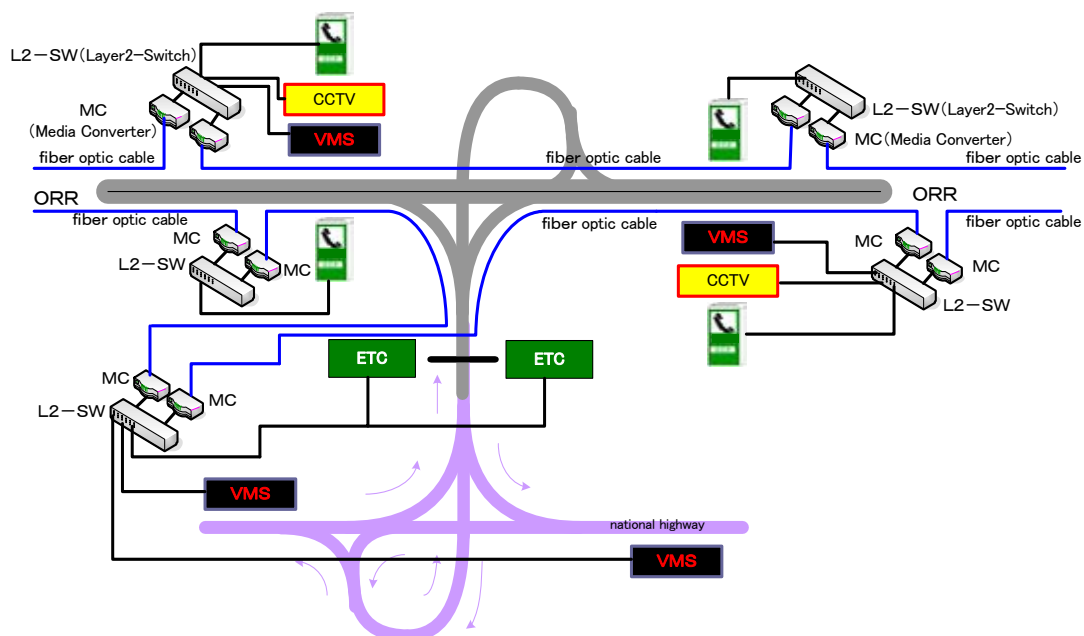 L2－SW(Layer2-Switch)
CCTV
MC
(Media Converter)
VMS
fiber optic cable
fiber optic cable
L2－SW(Layer2-Switch)
MC(Media Converter)
fiber optic cable
ORR
fiber optic cable
MC
L2－SW
MC
fiber optic cable
ORR
fiber optic cable
VMS
MC
CCTV
MC
L2－SW
ETC
ETC
MC
MC
L2－SW
VMS
national highway
VMS